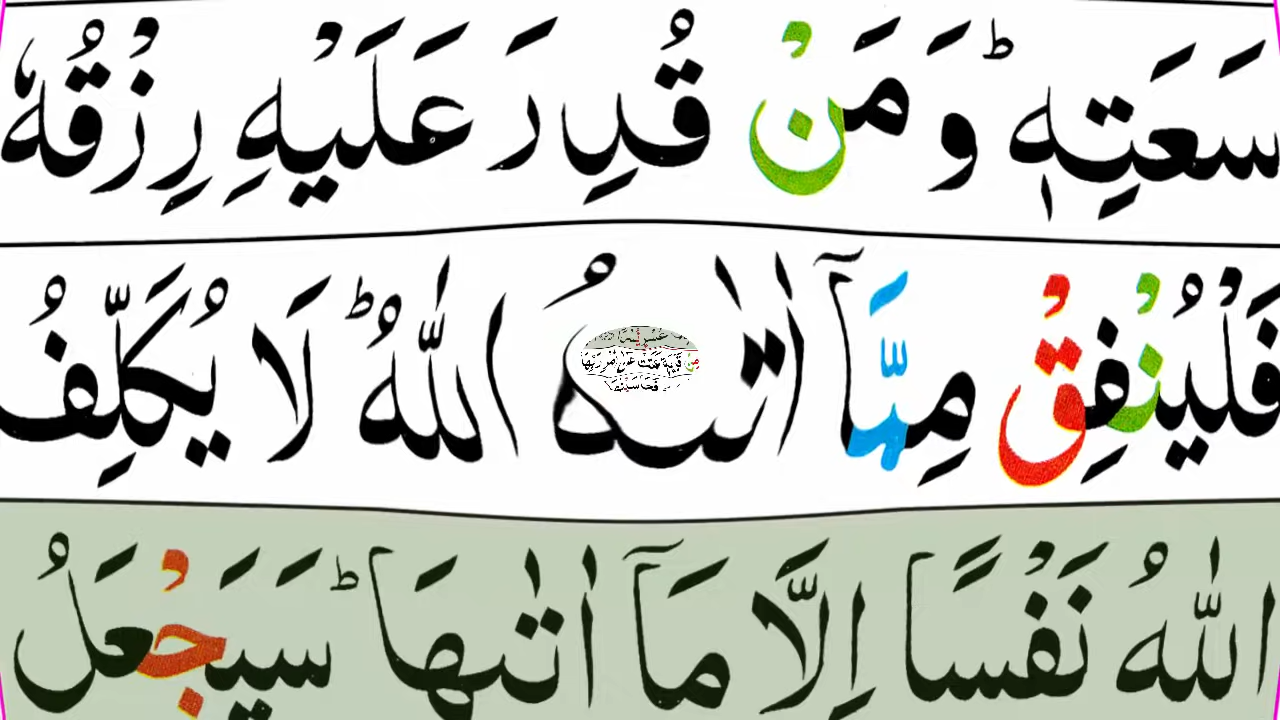 سَعَتِهٖ ؕ وَ مَنْ قُدِرَ عَلَیْهِ رِزْقُهٗ
فَلْیُنْفِقْ مِمَّاۤ اٰتٰىهُ اللّٰهُ ؕ لَا یُكَلِّفُ
اللّٰهُ نَفْسًا اِلَّا مَاۤ اٰتٰىهَا ؕ سَیَجْعَلُ